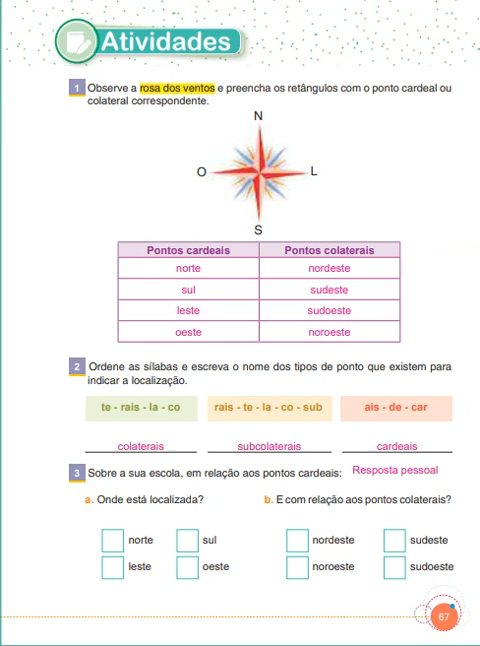 Atividades
1 Observe a rosa dos ventos e preencha os retângulos com o ponto cardeal ou
colateral correspondente.
N
O L
S
Pontos cardeais Pontos colaterais
norte nordeste
sul sudeste
leste sudoeste
oeste noroeste
2 Ordene as sílabas e escreva o nome dos tipos de ponto que existem para
indicar a localização.
te - rais - la - co rais - te - la - co - sub ais - de - car
colaterais subcolaterais cardeais
3 Sobre a sua escola, em relação aos pontos cardeais: Resposta pessoal
a. Onde está localizada? b. E com relação aos pontos colaterais?
norte sul nordeste sudeste
leste oeste noroeste sudoeste
67